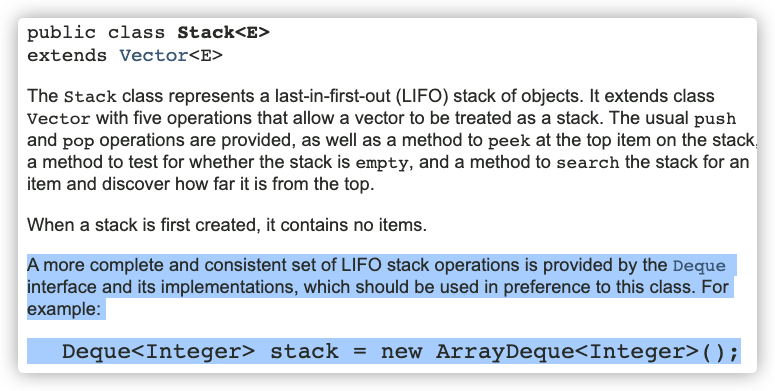 public class Stack<E>
extends Vector<E>
The Stack class represents a last-in-first-out (LIFO) stack of objects. It extends class
Vector with five operations that allow a vector to be treated as a stack. The usual push
and pop operations are provided, as well as a method to peek at the top item on the stack,
a method to test for whether the stack is empty, and a method to search the stack for an
item and discover how far it is from the top.
When a stack is first created, it contains no items.
A more complete and consistent set of LIFO stack operations is provided by the Deque
interface and its implementations, which should be used in preference to this class. For
example:
Deque<Integer> stack = new ArrayDeque<Integer>();